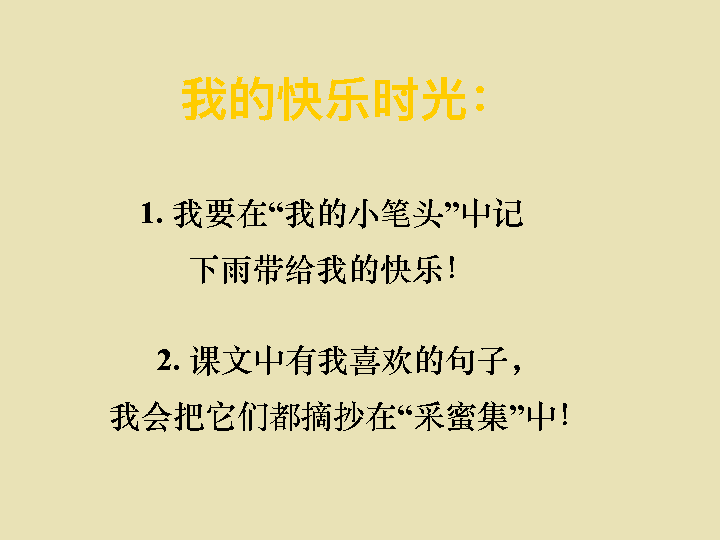 我的快乐时光：
1. 我要在“我的小笔头”中记
下雨带给我的快乐！
2. 课文中有我喜欢的句子，
我会把它们都摘抄在“采蜜集”中！